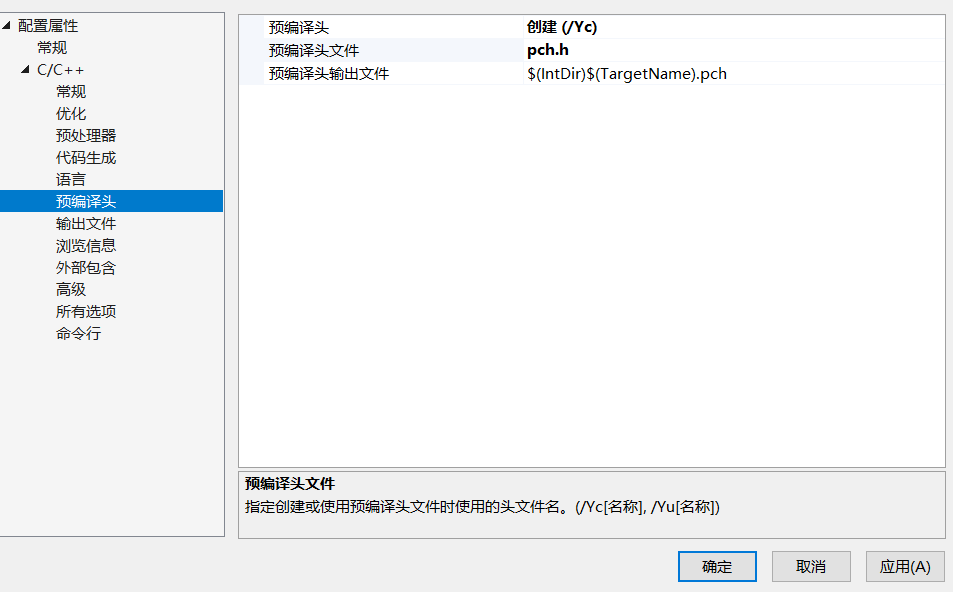 配置属性
常规
C/C++
常规
优化
预处理器
代码生成
语言
预编译头
输出文件
浏览信息
外部包含
高级
所有选项
命令行
预编译头 创建 (/Yc)
预编译头文件 pch.h
预编译头输出文件 $(IntDir)$(TargetName).pch
预编译头文件
指定创建或使用预编译头文件时使用的头文件名。(/Yc[名称], /Yu[名称])
确定 取消 应用(A)